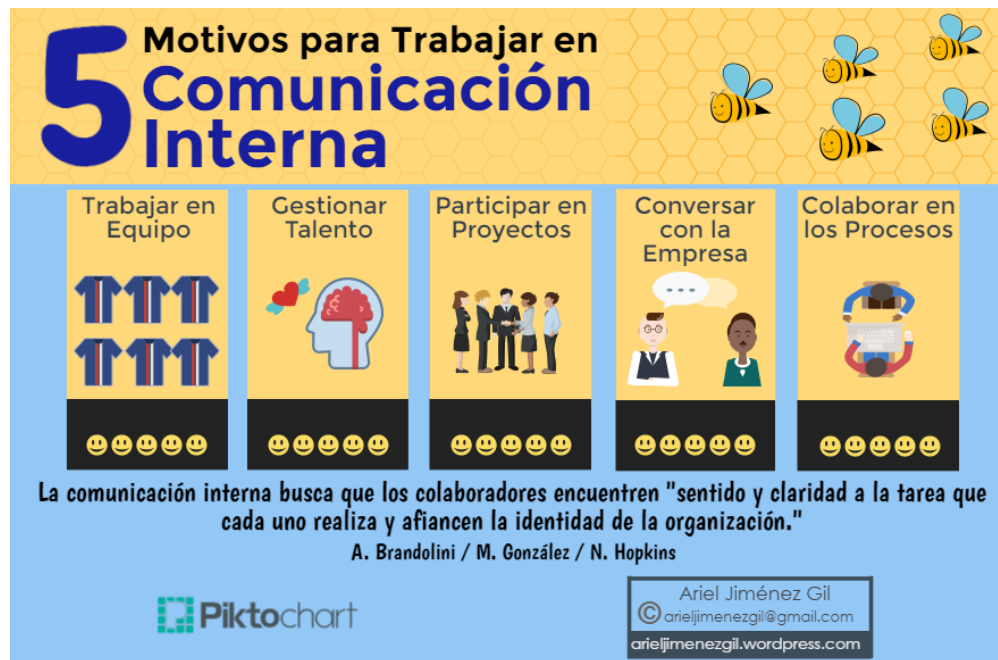 5 Motivos para Trabajar en
Comunicación
Interna
Trabajar en
Equipo
Gestionar
Talento
Participar en
Proyectos
Conversar
con la
Empresa
Colaborar en
los Procesos
La comunicación interna busca que los colaboradores encuentren "sentido y claridad a la tarea que
cada uno realiza y afiancen la identidad de la organización."
A. Brandolini / M. González / N. Hopkins
Piktochart
Ariel Jiménez Gil
© arieljimenezgil@gmail.com
arieljimenezgil.wordpress.com